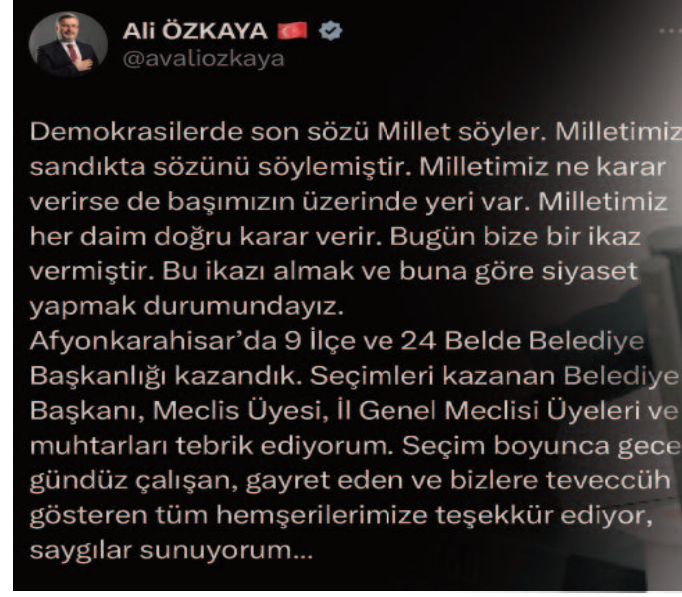 Ali ÖZKAYA 🇹🇷
@avaliozkaya
Demokrasilerde son sözü Millet söyler. Milletimiz
sandıkta sözünü söylemiştir. Milletimiz ne karar
verirse de başımızın üzerinde yeri var. Milletimiz
her daim doğru karar verir. Bugün bize bir ikaz
vermiştir. Bu ikazı almak ve buna göre siyaset
yapmak durumundayız.
Afyonkarahisar’da 9 İlçe ve 24 Belde Belediye
Başkanlığı kazandık. Seçimleri kazanan Belediye
Başkanı, Meclis Üyesi, İl Genel Meclisi Üyeleri ve
muhtarları tebrik ediyorum. Seçim boyunca gece
gündüz çalışan, gayret eden ve bizlere teveccüh
gösteren tüm hemşerilerimize teşekkür ediyor,
saygılar sunuyorum...